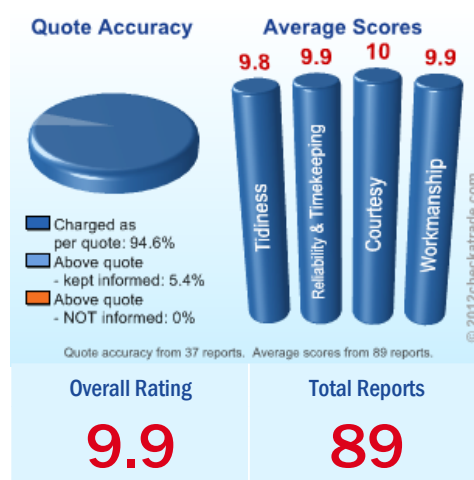 Quote Accuracy
Average Scores
9.8
9.9
10
9.9
Tidiness
Reliability & Timekeeping
Courtesy
Workmanship
Charged as
per quote: 94.6%
Above quote
- kept informed: 5.4%
Above quote
- NOT informed: 0%
© 2012checkatrade.com
Quote accuracy from 37 reports. Average scores from 89 reports.
Overall Rating
Total Reports
9.9
89